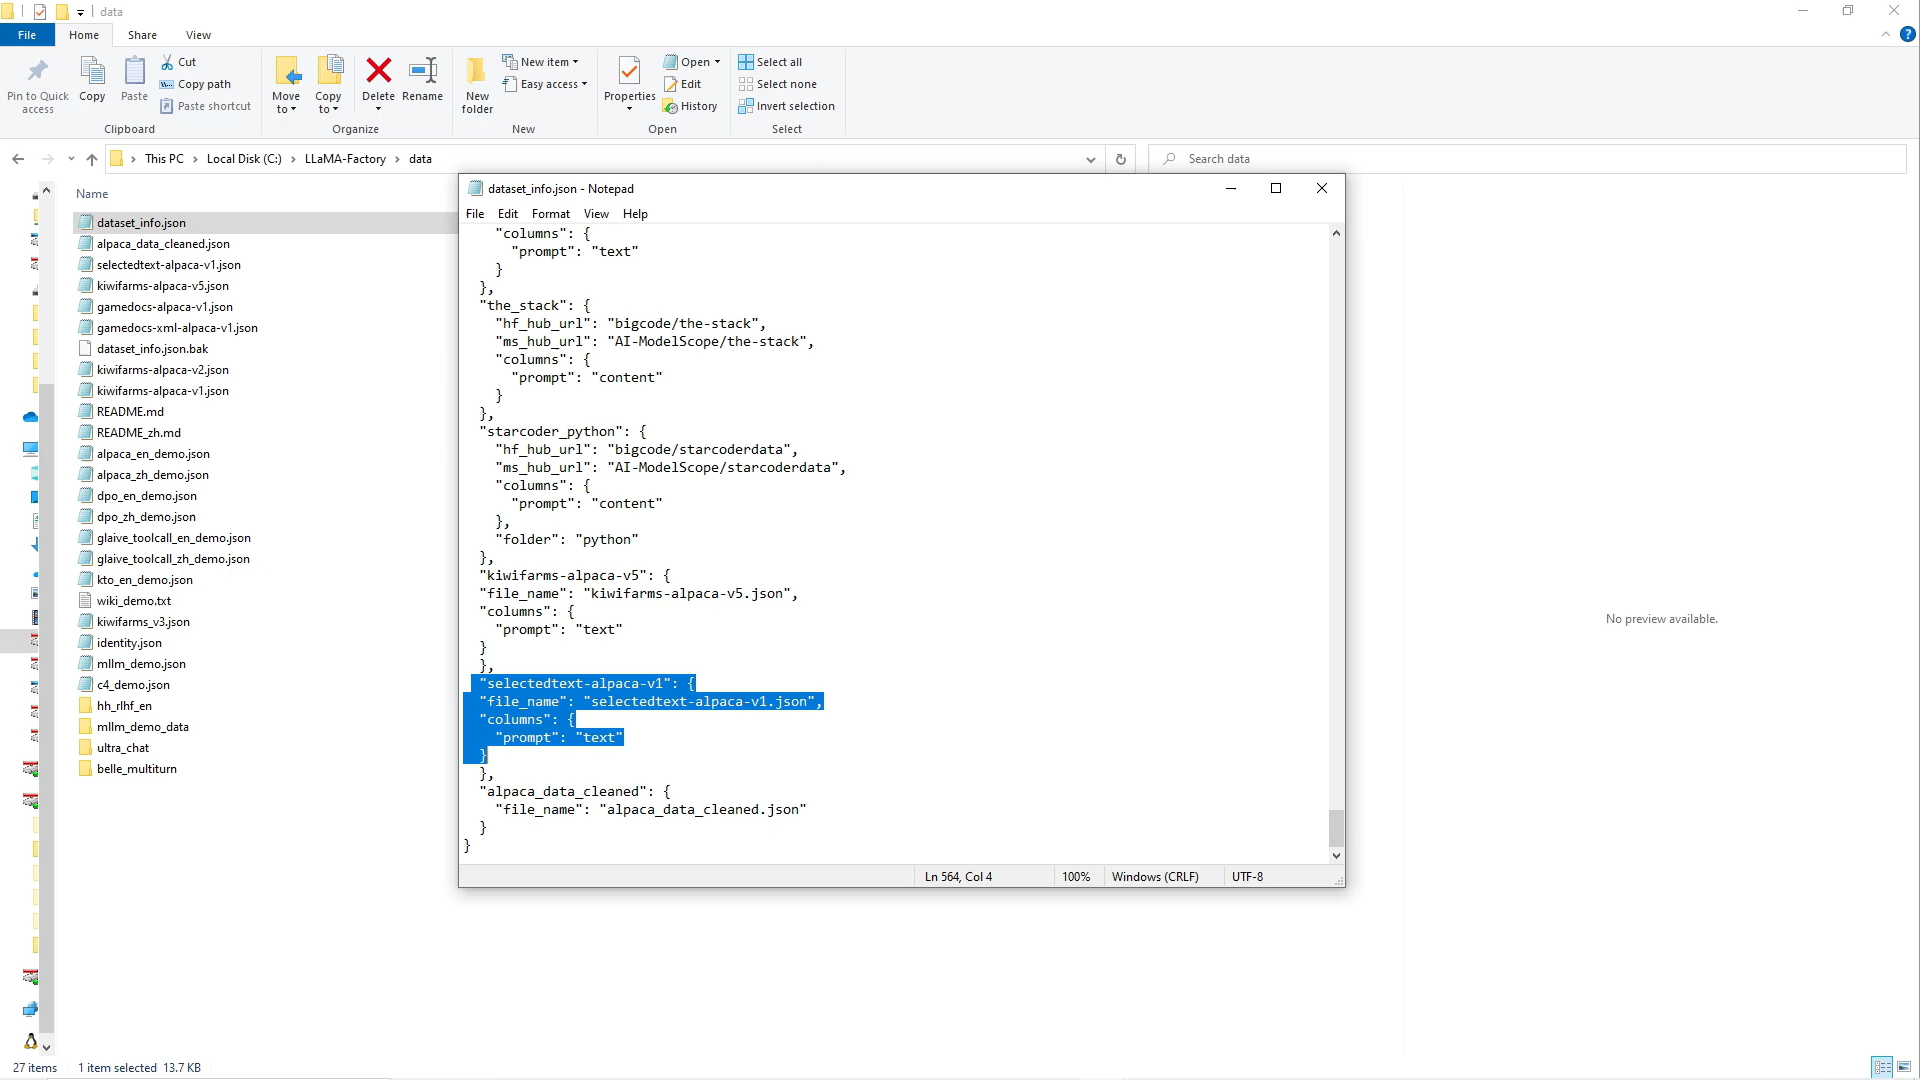 data
File
Home
Share
View
Pin to Quick access
Copy
Paste
Cut
Copy path
Paste shortcut
Clipboard
Move to
Copy to
Delete
Rename
Organize
New folder
New item
Easy access
New
Properties
Open
Edit
History
Open
Select all
Select none
Invert selection
Select
This PC
Local Disk (C:)
LLaMA-Factory
data
Search data
Name
dataset_info.json
alpaca_data_cleaned.json
selectedtext-alpaca-v1.json
kiwifarms-alpaca-v5.json
gamedocs-alpaca-v1.json
gamedocs-xml-alpaca-v1.json
dataset_info.json.bak
kiwifarms-alpaca-v2.json
kiwifarms-alpaca-v1.json
README.md
README_zh.md
alpaca_en_demo.json
alpaca_zh_demo.json
dpo_en_demo.json
dpo_zh_demo.json
glaive_toolcall_en_demo.json
glaive_toolcall_zh_demo.json
kto_en_demo.json
wiki_demo.txt
kiwifarms_v3.json
identity.json
mllm_demo.json
c4_demo.json
hh_rlhf_en
mllm_demo_data
ultra_chat
belle_multiturn
dataset_info.json - Notepad
File Edit Format View Help
"columns": {
"prompt": "text"
}
},
"the_stack": {
"hf_hub_url": "bigcode/the-stack",
"ms_hub_url": "AI-ModelScope/the-stack",
"columns": {
"prompt": "content"
}
},
"starcoder_python": {
"hf_hub_url": "bigcode/starcoderdata",
"ms_hub_url": "AI-ModelScope/starcoderdata",
"columns": {
"prompt": "content"
},
"folder": "python"
},
"kiwifarms-alpaca-v5": {
"file_name": "kiwifarms-alpaca-v5.json",
"columns": {
"prompt": "text"
}
},
"selectedtext-alpaca-v1": {
"file_name": "selectedtext-alpaca-v1.json",
"columns": {
"prompt": "text"
}
},
"alpaca_data_cleaned": {
"file_name": "alpaca_data_cleaned.json"
}
}
Ln 564, Col 4
100%
Windows (CRLF)
UTF-8
No preview available.
27 items
1 item selected 13.7 KB